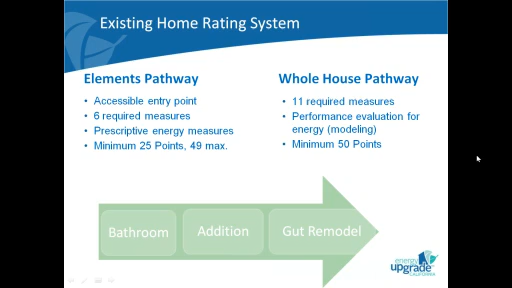 Existing Home Rating System
Elements Pathway
• Accessible entry point
• 6 required measures
• Prescriptive energy measures
• Minimum 25 Points, 49 max.
Whole House Pathway
• 11 required measures
• Performance evaluation for
energy (modeling)
• Minimum 50 Points
Bathroom
Addition
Gut Remodel
energy
upgrade
CALIFORNIA